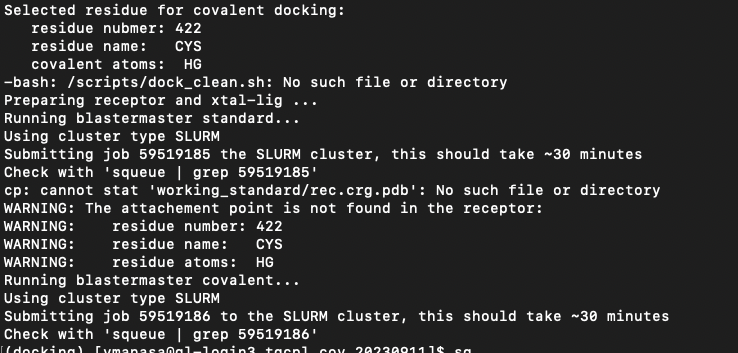 Selected residue for covalent docking:
   residue nubmer: 422
   residue name:   CYS
   covalent atoms:  HG
-bash: /scripts/dock_clean.sh: No such file or directory
Preparing receptor and xtal-lig ...
Running blastermaster standard...
Using cluster type SLURM
Submitting job 59519185 the SLURM cluster, this should take ~30 minutes
Check with 'squeue | grep 59519185'
cp: cannot stat 'working_standard/rec.crg.pdb': No such file or directory
WARNING: The attachement point is not found in the receptor:
WARNING:    residue number: 422
WARNING:    residue name:   CYS
WARNING:    residue atoms:  HG
Running blastermaster covalent...
Using cluster type SLURM
Submitting job 59519186 to the SLURM cluster, this should take ~30 minutes
Check with 'squeue | grep 59519186'
(docking) [vmanasa@gl-login3